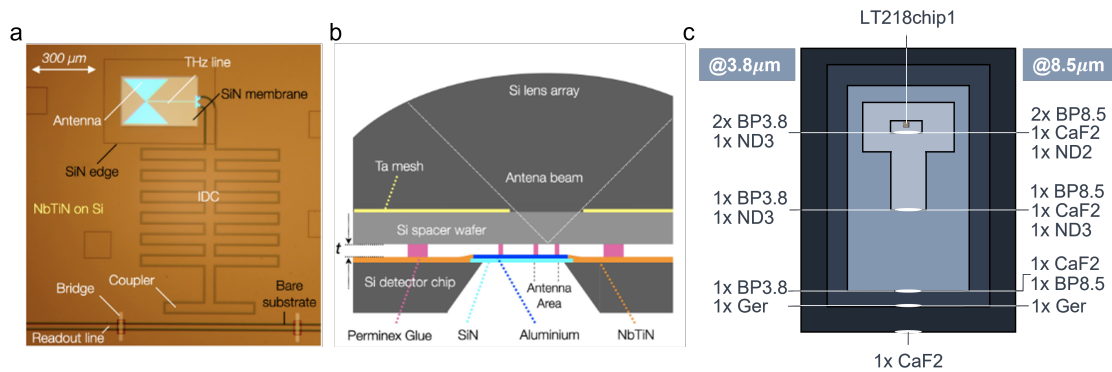 a
300 μm
THz line
SiN membrane
Antenna
SiN edge
IDC
NbTiN on Si
Coupler
Bridge
Bare
substrate
Readout line
b
Si lens array
Ta mesh
Antena beam
Si spacer wafer
t
Si detector chip
Antenna
Area
Perminex Glue
SiN
Aluminium
NbTiN
c
LT218chip1
@3.8μm
@8.5μm
2x BP3.8
1x ND3
2x BP8.5
1x CaF2
1x ND2
1x BP3.8
1x ND3
1x BP8.5
1x CaF2
1x ND3
1x BP3.8
1x Ger
1x CaF2
1x BP8.5
1x Ger
1x CaF2